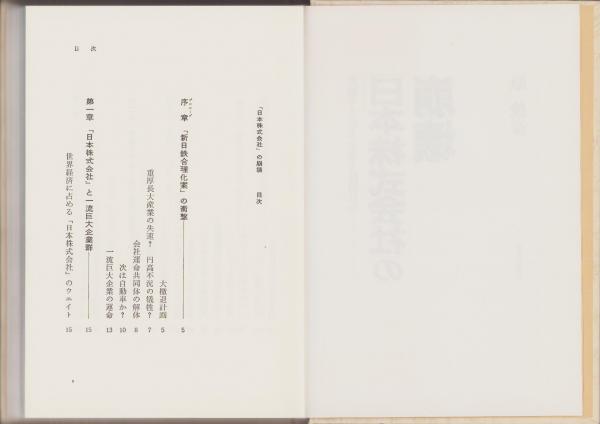 目次
「日本株式会社」の崩壊　目次
序章　「新日鉄合理化案」の衝撃 5
プロローグ
大撤退計画 5
重厚長大産業の失速？　円高不況の犠牲？ 7
会社運命共同体の解体 8
次は自動車か？ 10
一流巨大企業の運命 13
第一章　「日本株式会社」と一流巨大企業群 15
世界経済に占める「日本株式会社」のウエイト 15